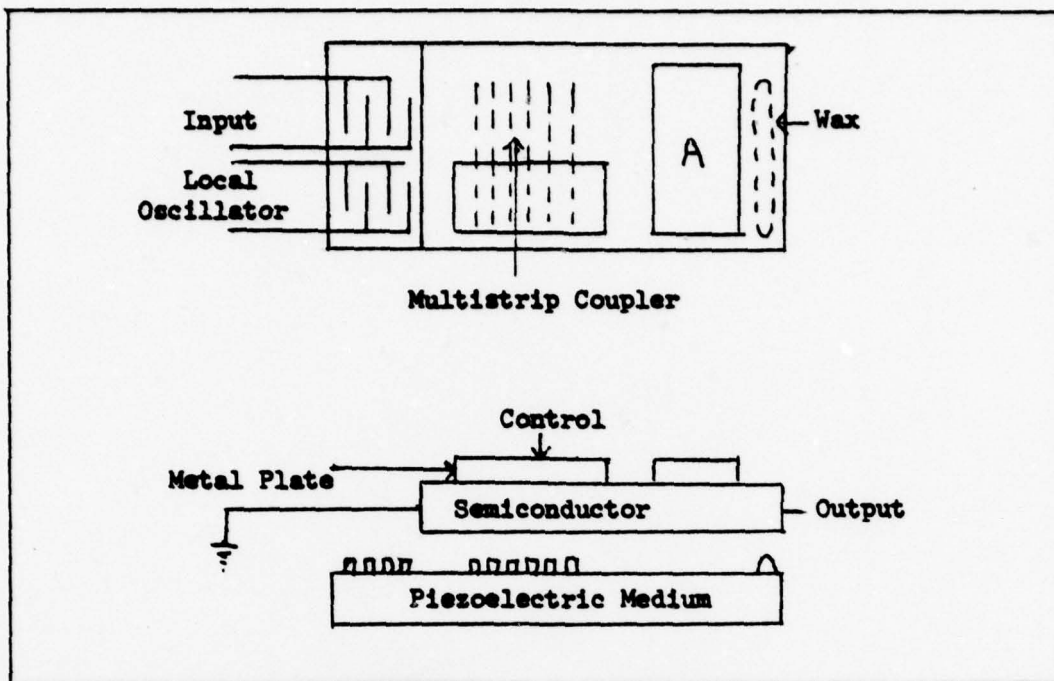 Input
Local
Oscillator
A
Wax
Multistrip Coupler
Control
Metal Plate
Semiconductor
Output
Piezoelectric Medium